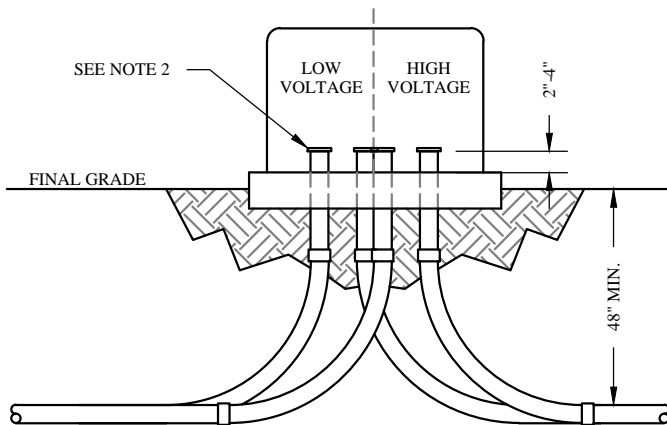 SEE NOTE 2
LOW
VOLTAGE
HIGH
VOLTAGE
2"-4"
FINAL GRADE
48" MIN.